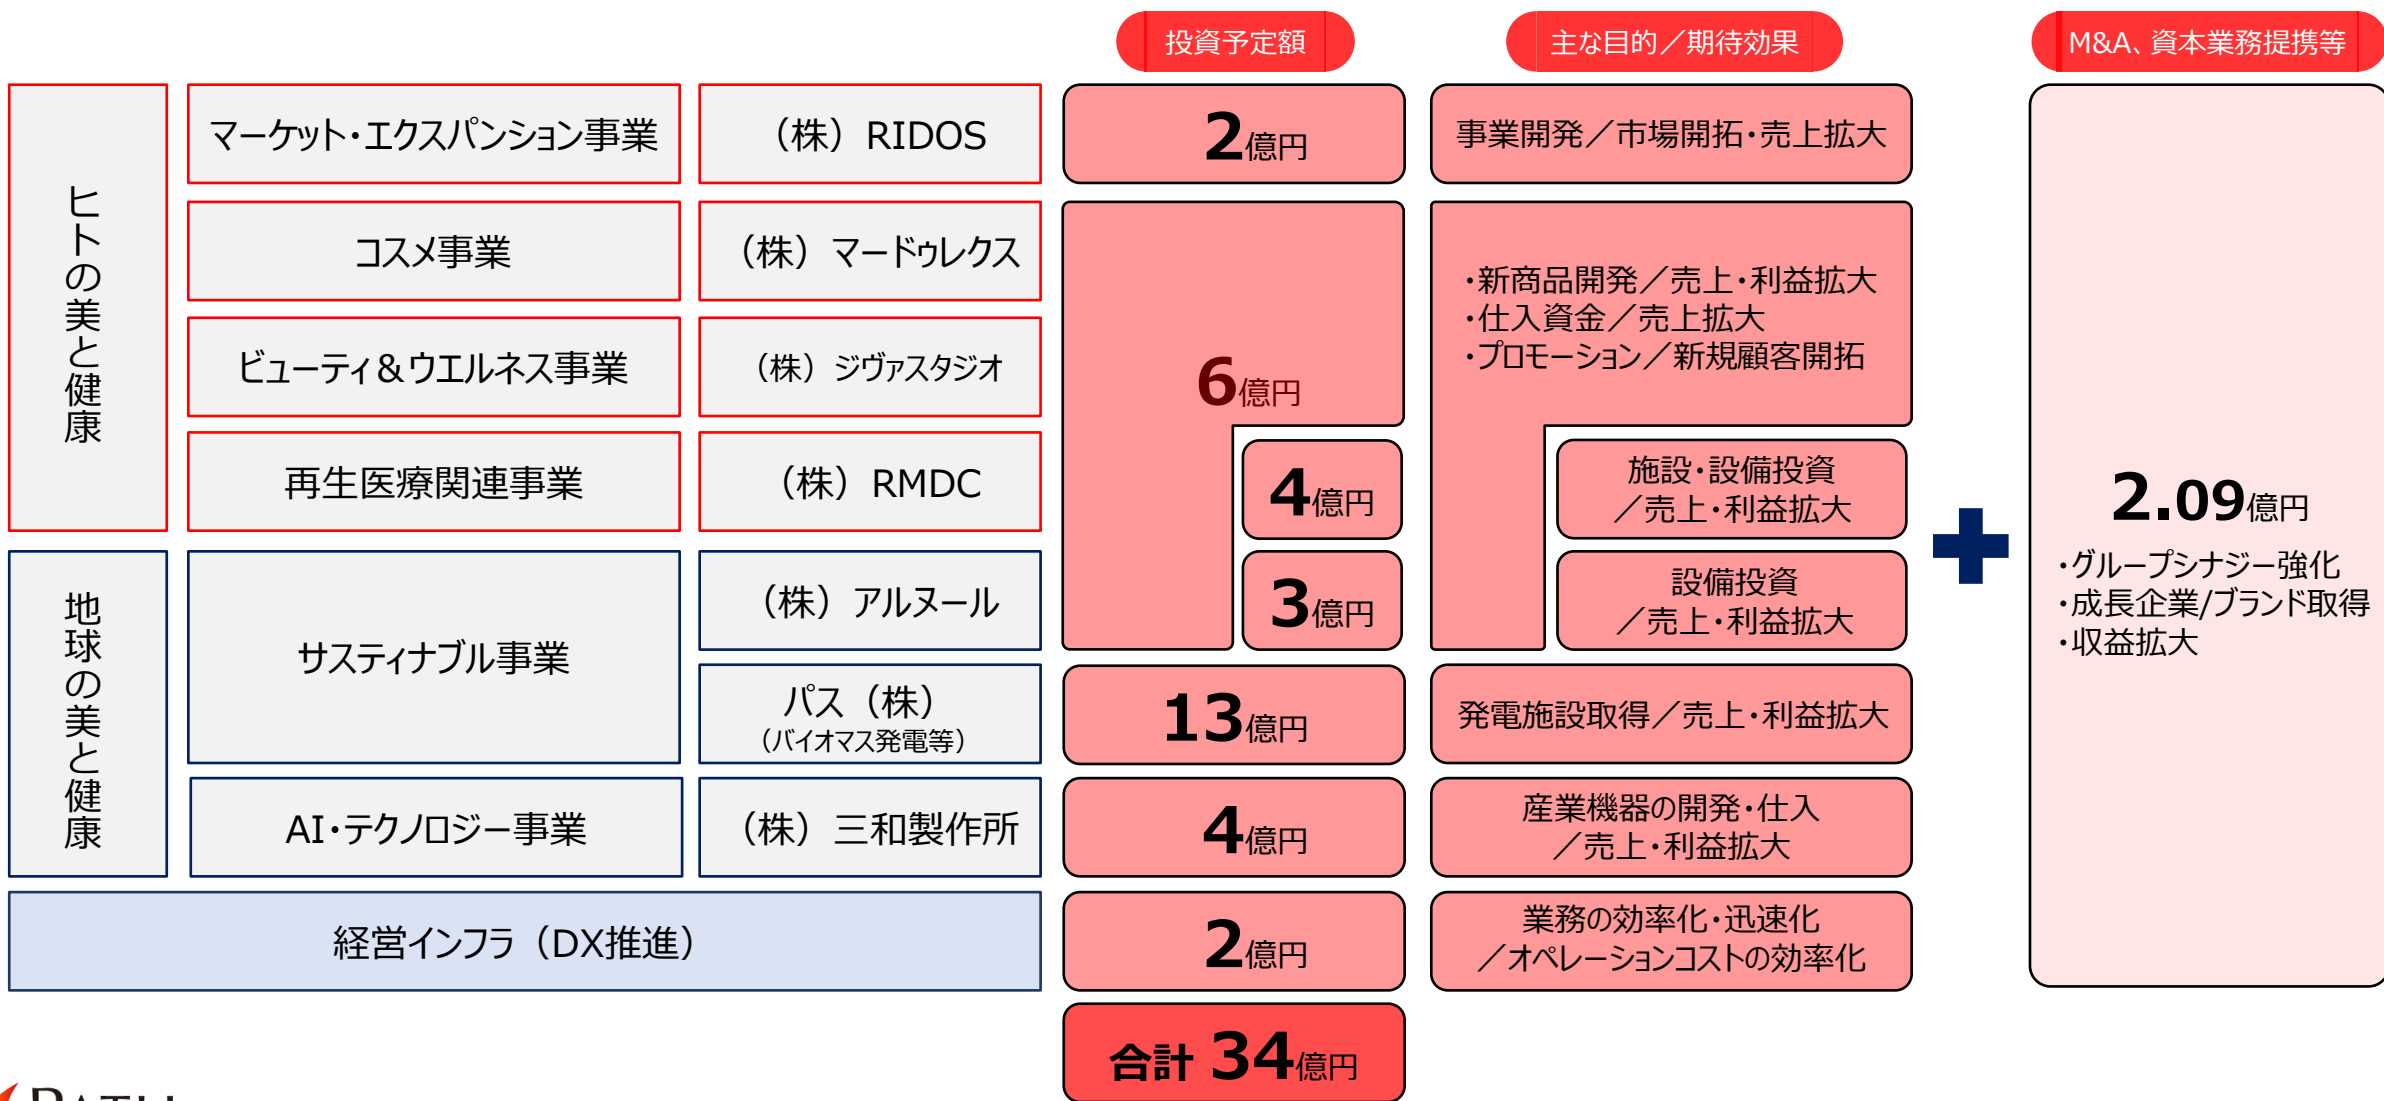 投資予定額
主な目的／期待効果
M&A、資本業務提携等
ヒトの美と健康
マーケット・エクスパンション事業
（株）RIDOS
2億円
事業開発／市場開拓・売上拡大
コスメ事業
（株）マードゥレクス
ビューティ＆ウエルネス事業
（株）ジヴァスタジオ
6億円
・新商品開発／売上・利益拡大
・仕入資金／売上拡大
・プロモーション／新規顧客開拓
再生医療関連事業
（株）RMDC
4億円
施設・設備投資
／売上・利益拡大
地球の美と健康
サスティナブル事業
（株）アルヌール
3億円
設備投資
／売上・利益拡大
パス（株）
（バイオマス発電等）
13億円
発電施設取得／売上・利益拡大
AI・テクノロジー事業
（株）三和製作所
4億円
産業機器の開発・仕入
／売上・利益拡大
経営インフラ（DX推進）
2億円
業務の効率化・迅速化
／オペレーションコストの効率化
合計 34億円
2.09億円
・グループシナジー強化
・成長企業/ブランド取得
・収益拡大
PATH